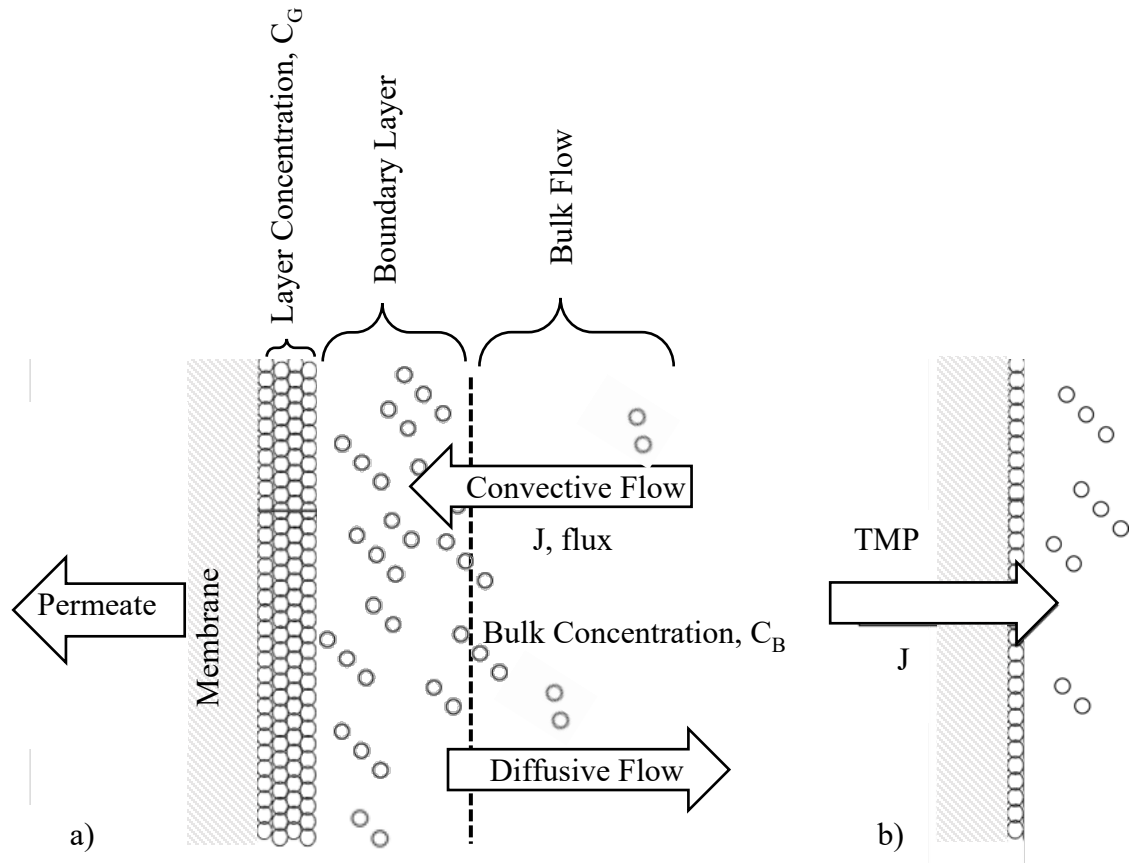 Layer Concentration, C_G
Boundary Layer
Bulk Flow
Convective Flow
J, flux
TMP
Permeate
Membrane
Bulk Concentration, C_B
J
Diffusive Flow
a)
b)